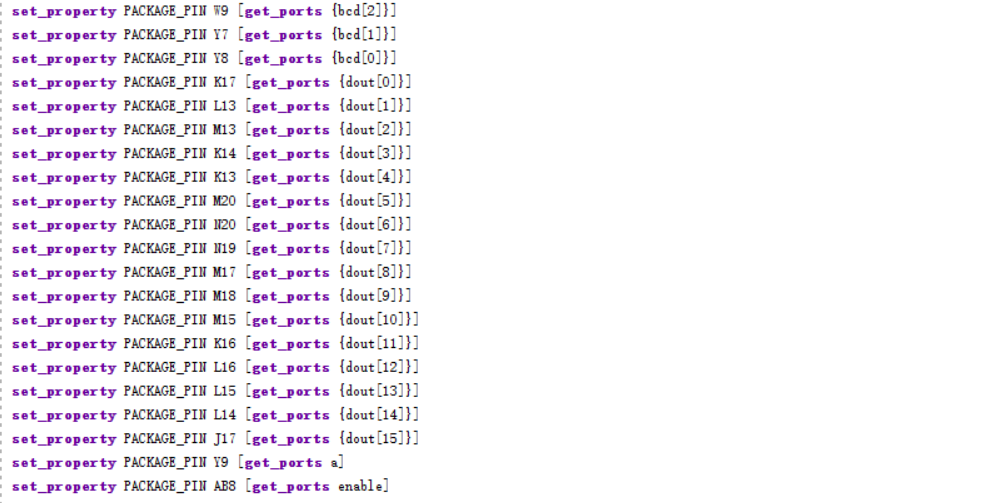 set_property PACKAGE_PIN W9 [get_ports {bcd[2]}]
set_property PACKAGE_PIN Y7 [get_ports {bcd[1]}]
set_property PACKAGE_PIN Y8 [get_ports {bcd[0]}]
set_property PACKAGE_PIN K17 [get_ports {dout[0]}]
set_property PACKAGE_PIN L13 [get_ports {dout[1]}]
set_property PACKAGE_PIN M13 [get_ports {dout[2]}]
set_property PACKAGE_PIN K14 [get_ports {dout[3]}]
set_property PACKAGE_PIN K13 [get_ports {dout[4]}]
set_property PACKAGE_PIN M20 [get_ports {dout[5]}]
set_property PACKAGE_PIN N20 [get_ports {dout[6]}]
set_property PACKAGE_PIN N19 [get_ports {dout[7]}]
set_property PACKAGE_PIN M17 [get_ports {dout[8]}]
set_property PACKAGE_PIN M18 [get_ports {dout[9]}]
set_property PACKAGE_PIN M15 [get_ports {dout[10]}]
set_property PACKAGE_PIN K16 [get_ports {dout[11]}]
set_property PACKAGE_PIN L16 [get_ports {dout[12]}]
set_property PACKAGE_PIN L15 [get_ports {dout[13]}]
set_property PACKAGE_PIN L14 [get_ports {dout[14]}]
set_property PACKAGE_PIN J17 [get_ports {dout[15]}]
set_property PACKAGE_PIN Y9 [get_ports a]
set_property PACKAGE_PIN AB8 [get_ports enable]